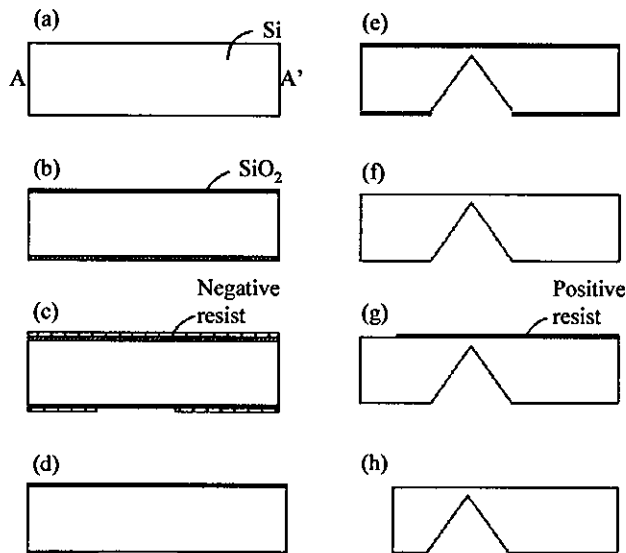 (a)
Si
A
A'
(b)
SiO2
(c)
Negative
resist
(d)
(e)
(f)
(g)
Positive
resist
(h)